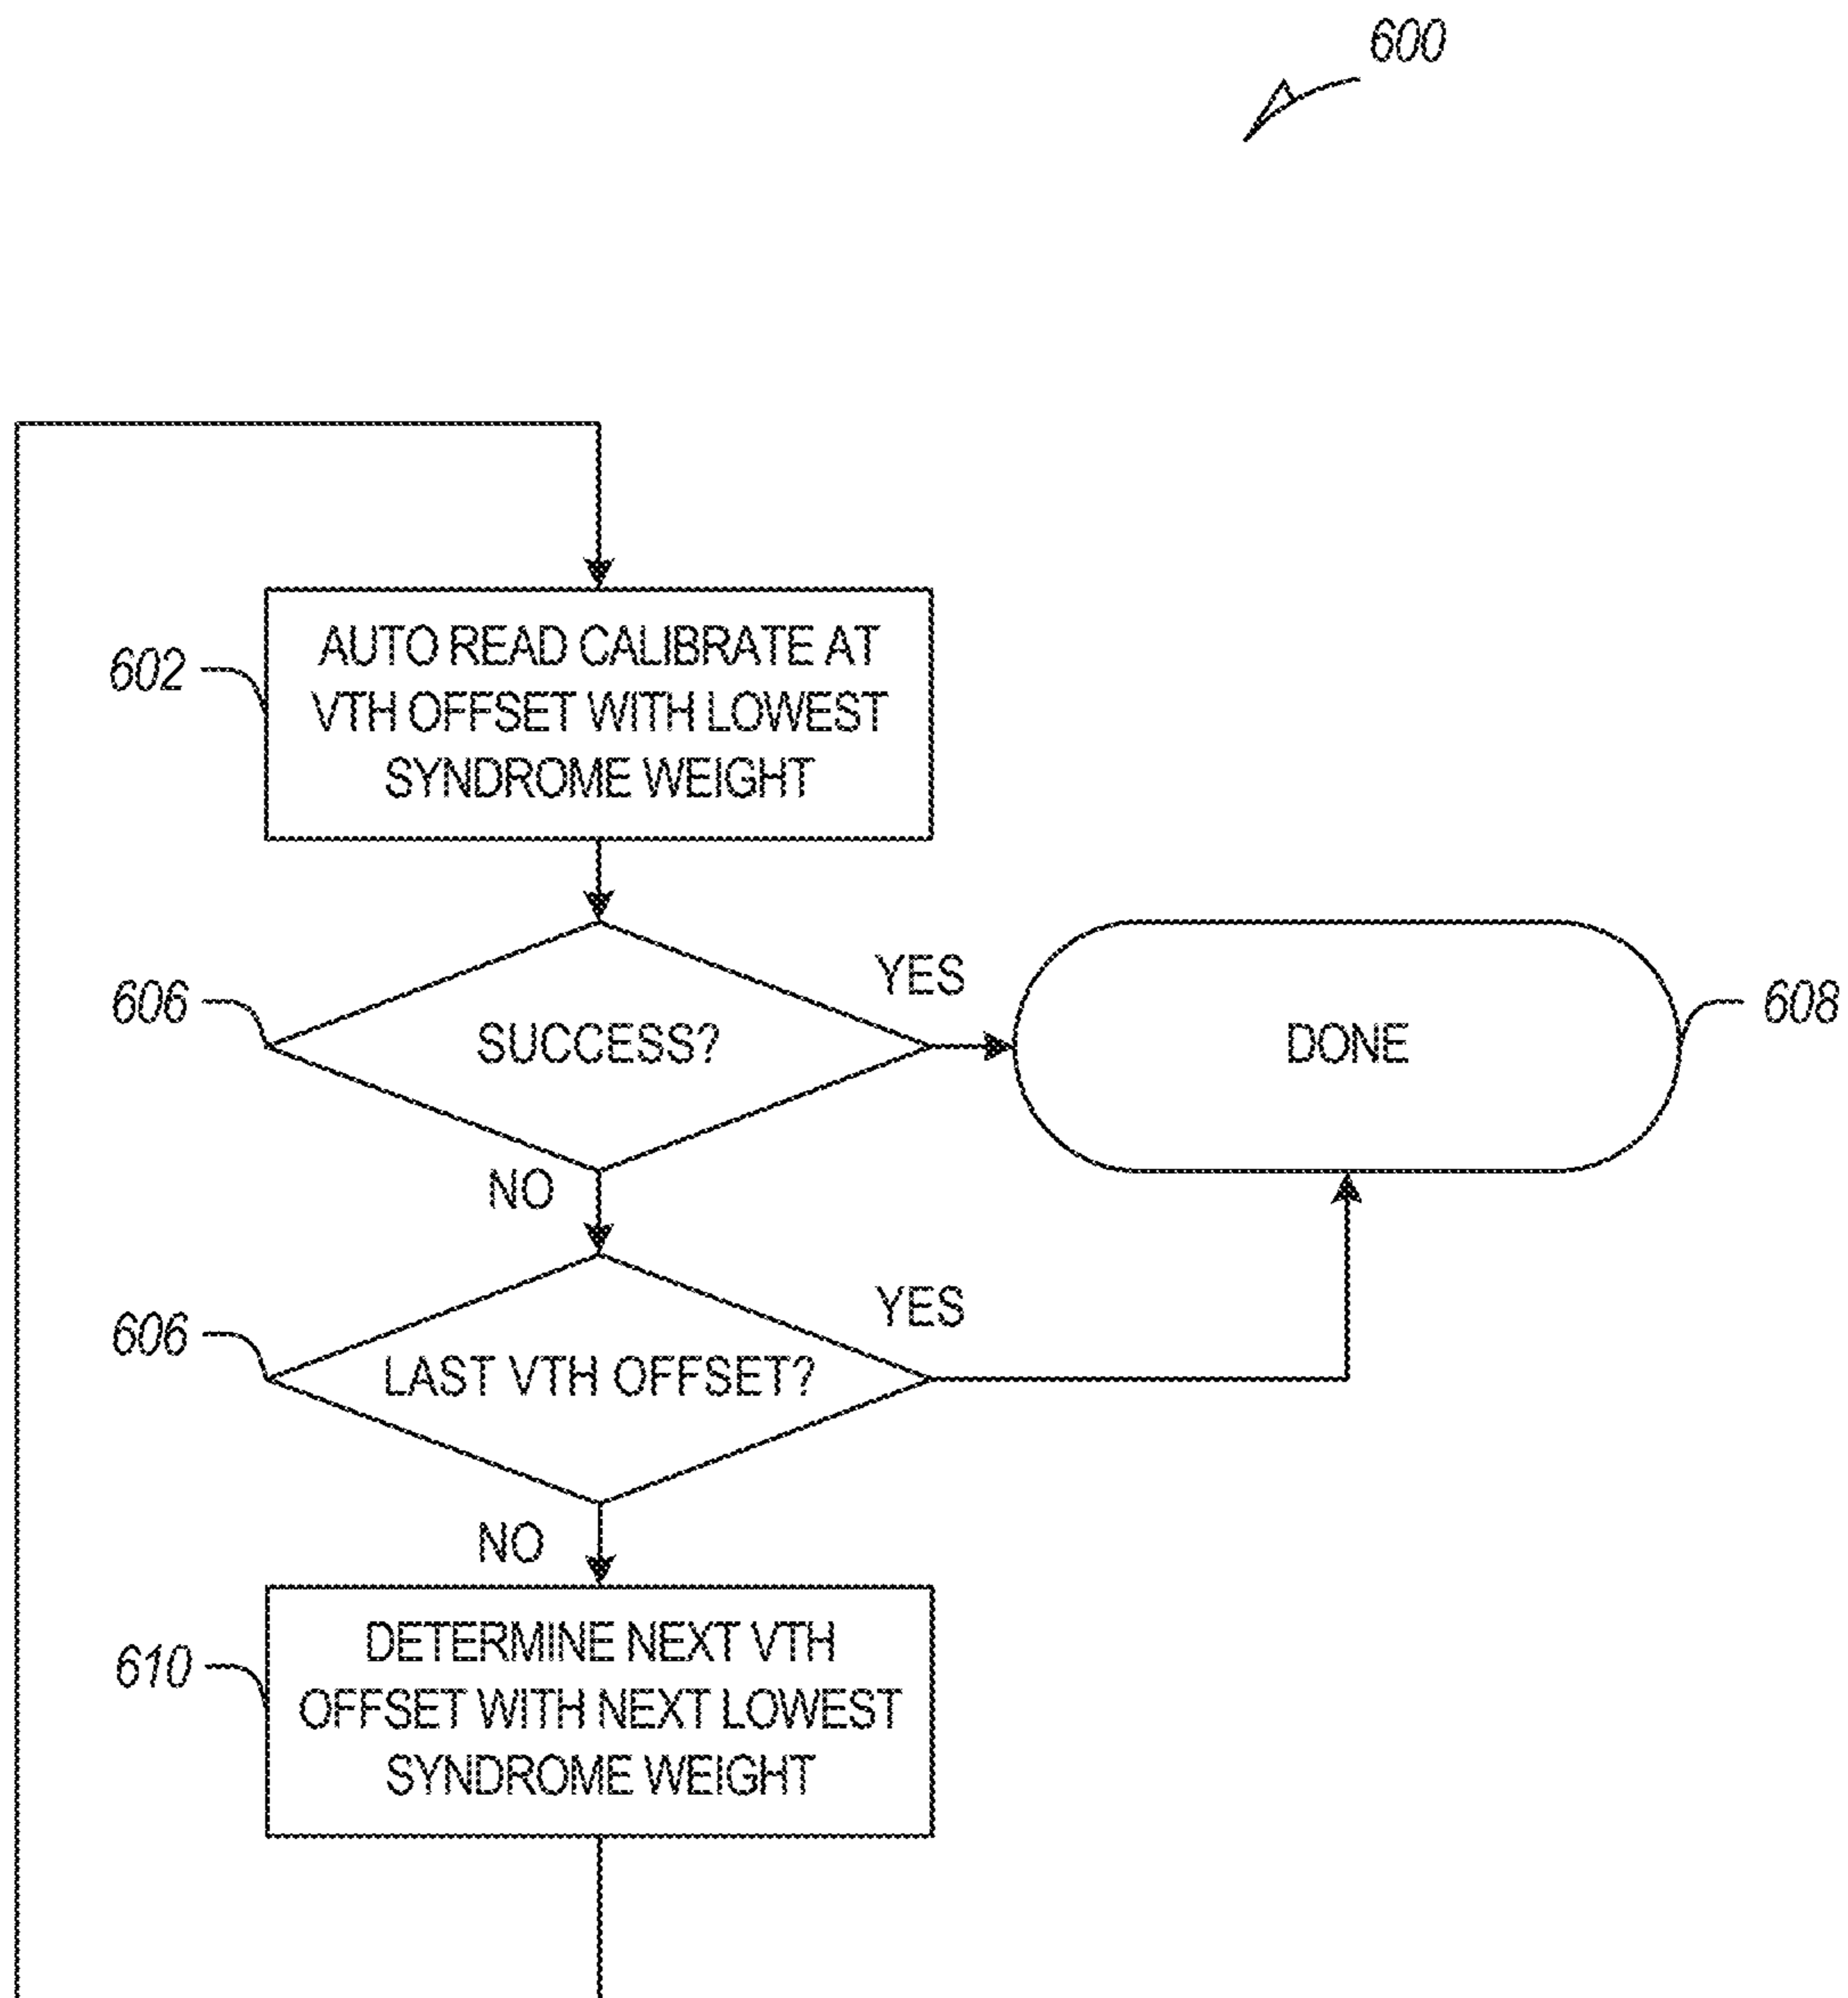 600
602
AUTO READ CALIBRATE AT
VTH OFFSET WITH LOWEST
SYNDROME WEIGHT
606
SUCCESS?
YES
DONE
608
NO
606
LAST VTH OFFSET?
YES
NO
610
DETERMINE NEXT VTH
OFFSET WITH NEXT LOWEST
SYNDROME WEIGHT